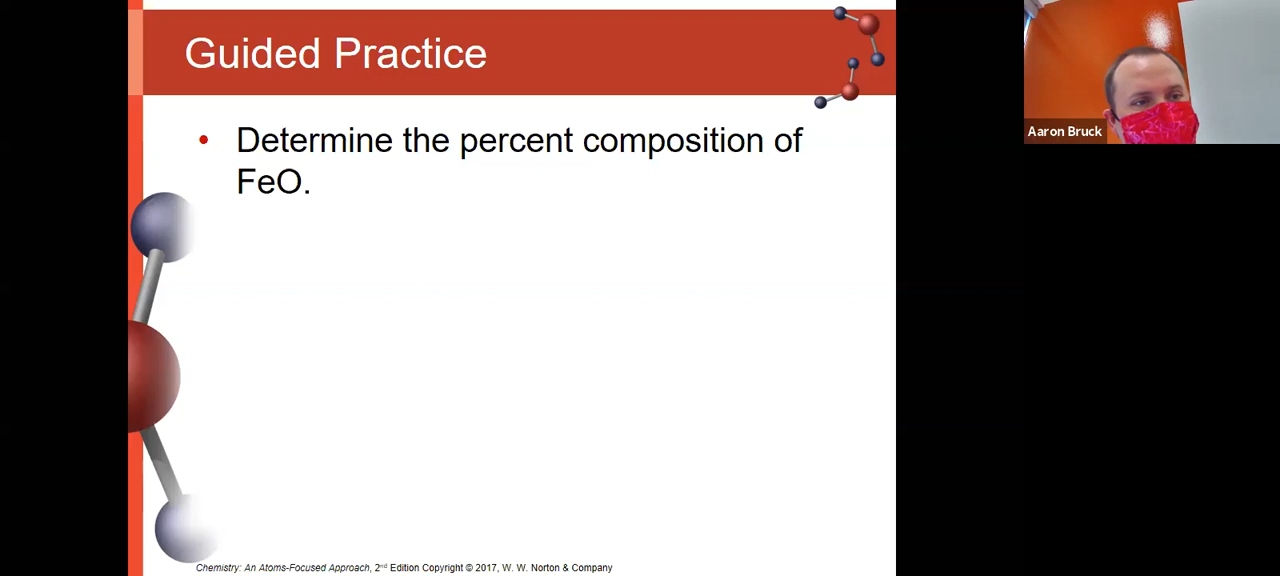 Guided Practice
• Determine the percent composition of
FeO.
Chemistry: An Atoms-Focused Approach, 2nd Edition Copyright © 2017, W. W. Norton & Company
Aaron Bruck